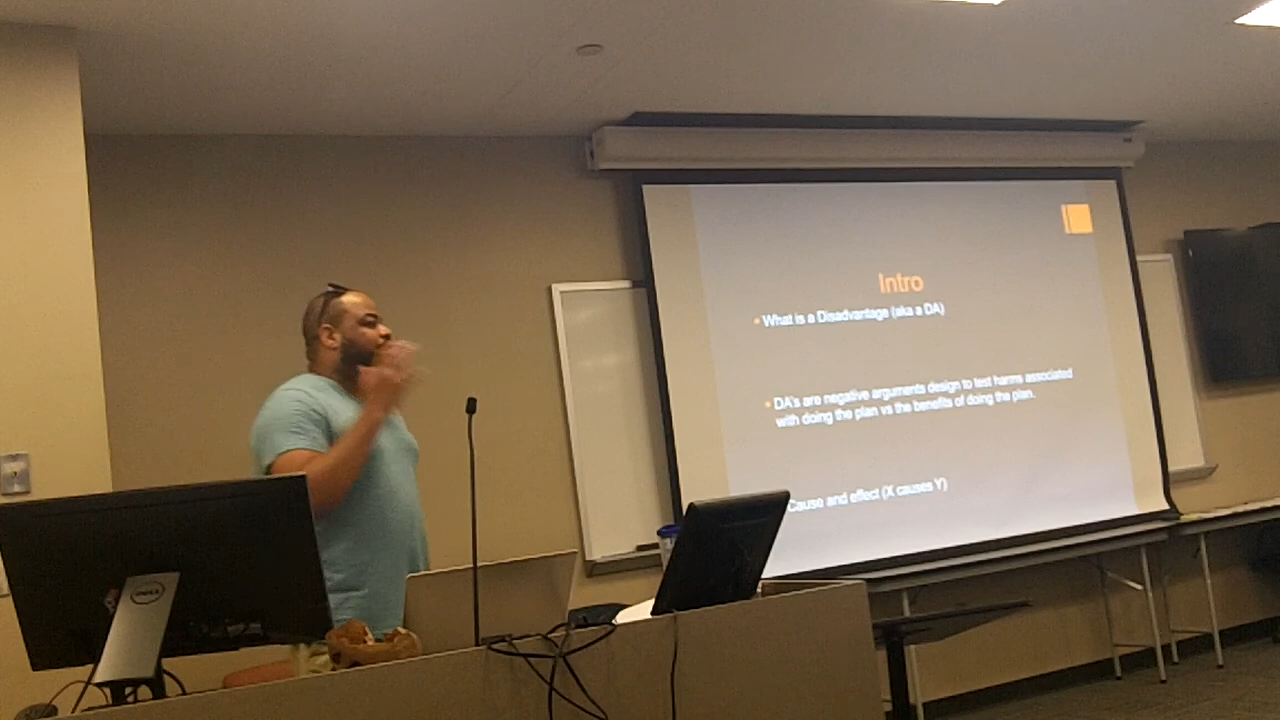 Intro
• What is a Disadvantage (aka a DA)
• DA's are negative arguments design to test harms associated
with doing the plan vs the benefits of doing the plan.
Cause and effect (X causes Y)
DELL